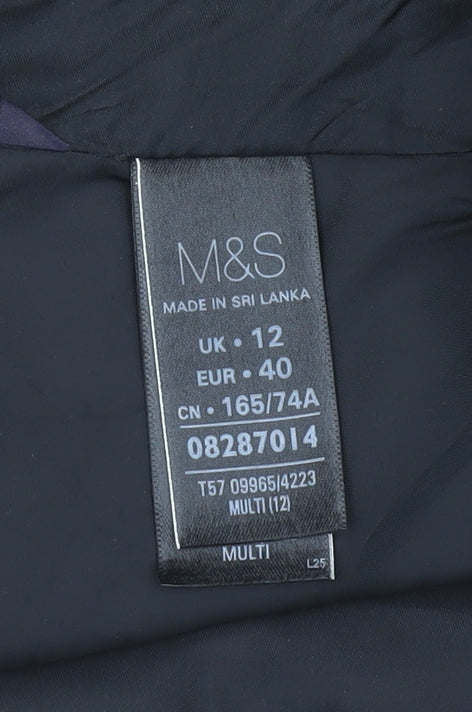 M&S
MADE IN SRI LANKA
UK • 12
EUR • 40
CN • 165/74A
08287014
T57 09965/4223
MULTI (12)
MULTI
L25